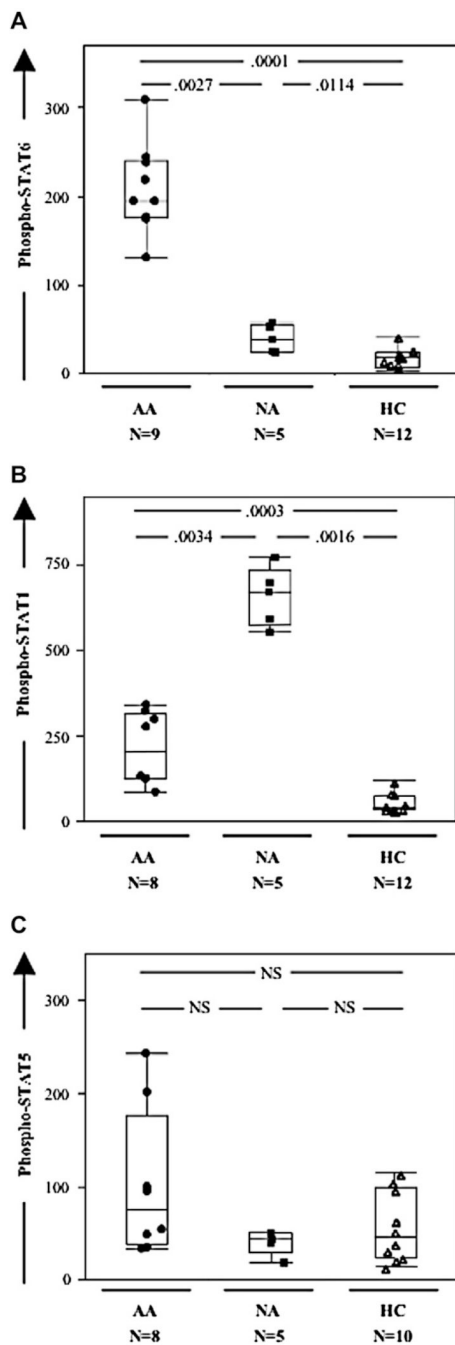 A
Phospho-STAT6
.0001
.0027 .0114
300
200
100
0
AA NA HC
N=9 N=5 N=12
B
Phospho-STAT1
.0003
.0034 .0016
750
500
250
0
AA NA HC
N=8 N=5 N=12
C
Phospho-STAT5
NS
NS NS
300
200
100
0
AA NA HC
N=8 N=5 N=10